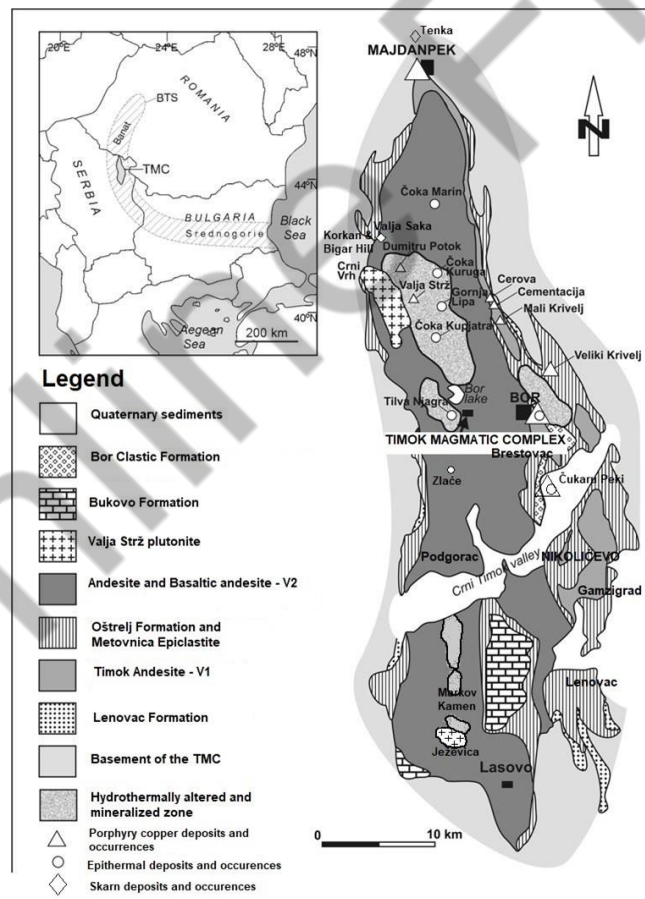 20°E
24°E
28°E
48°N
ROMANIA
BTS
Banat
TMC
SERBIA
44°N
BULGARIA
Srednogorie
Black
Sea
40°N
Aegean
Sea
200 km
Tenka
MAJDANPEK
N
Čoka Marin
Valja Saka
Korkan &
Bigar Hill
Dumitru Potok
Crni
Vrh
Čoka
Kuruga
Valja Strž
Gornja
Lipa
Cerova
Cementacija
Mali Krivelj
Čoka Kupjatra
Veliki Krivelj
Bor
lake
Tilva Njagra
BOR
TIMOK MAGMATIC COMPLEX
Brestovac
Zlaće
Čukaru Peki
Podgorac
Crni Timok valley
NIKOLIČEVO
Gamzigrad
Lenovac
Markov
Kamen
Ježevica
Lasovo
0
10 km
Legend
Quaternary sediments
Bor Clastic Formation
Bukovo Formation
Valja Strž plutonite
Andesite and Basaltic andesite - V2
Oštrelj Formation and
Metovnica Epiclastite
Timok Andesite - V1
Lenovac Formation
Basement of the TMC
Hydrothermally altered and
mineralized zone
Porphyry copper deposits and
occurrences
Epithermal deposits and occurences
Skarn deposits and occurences